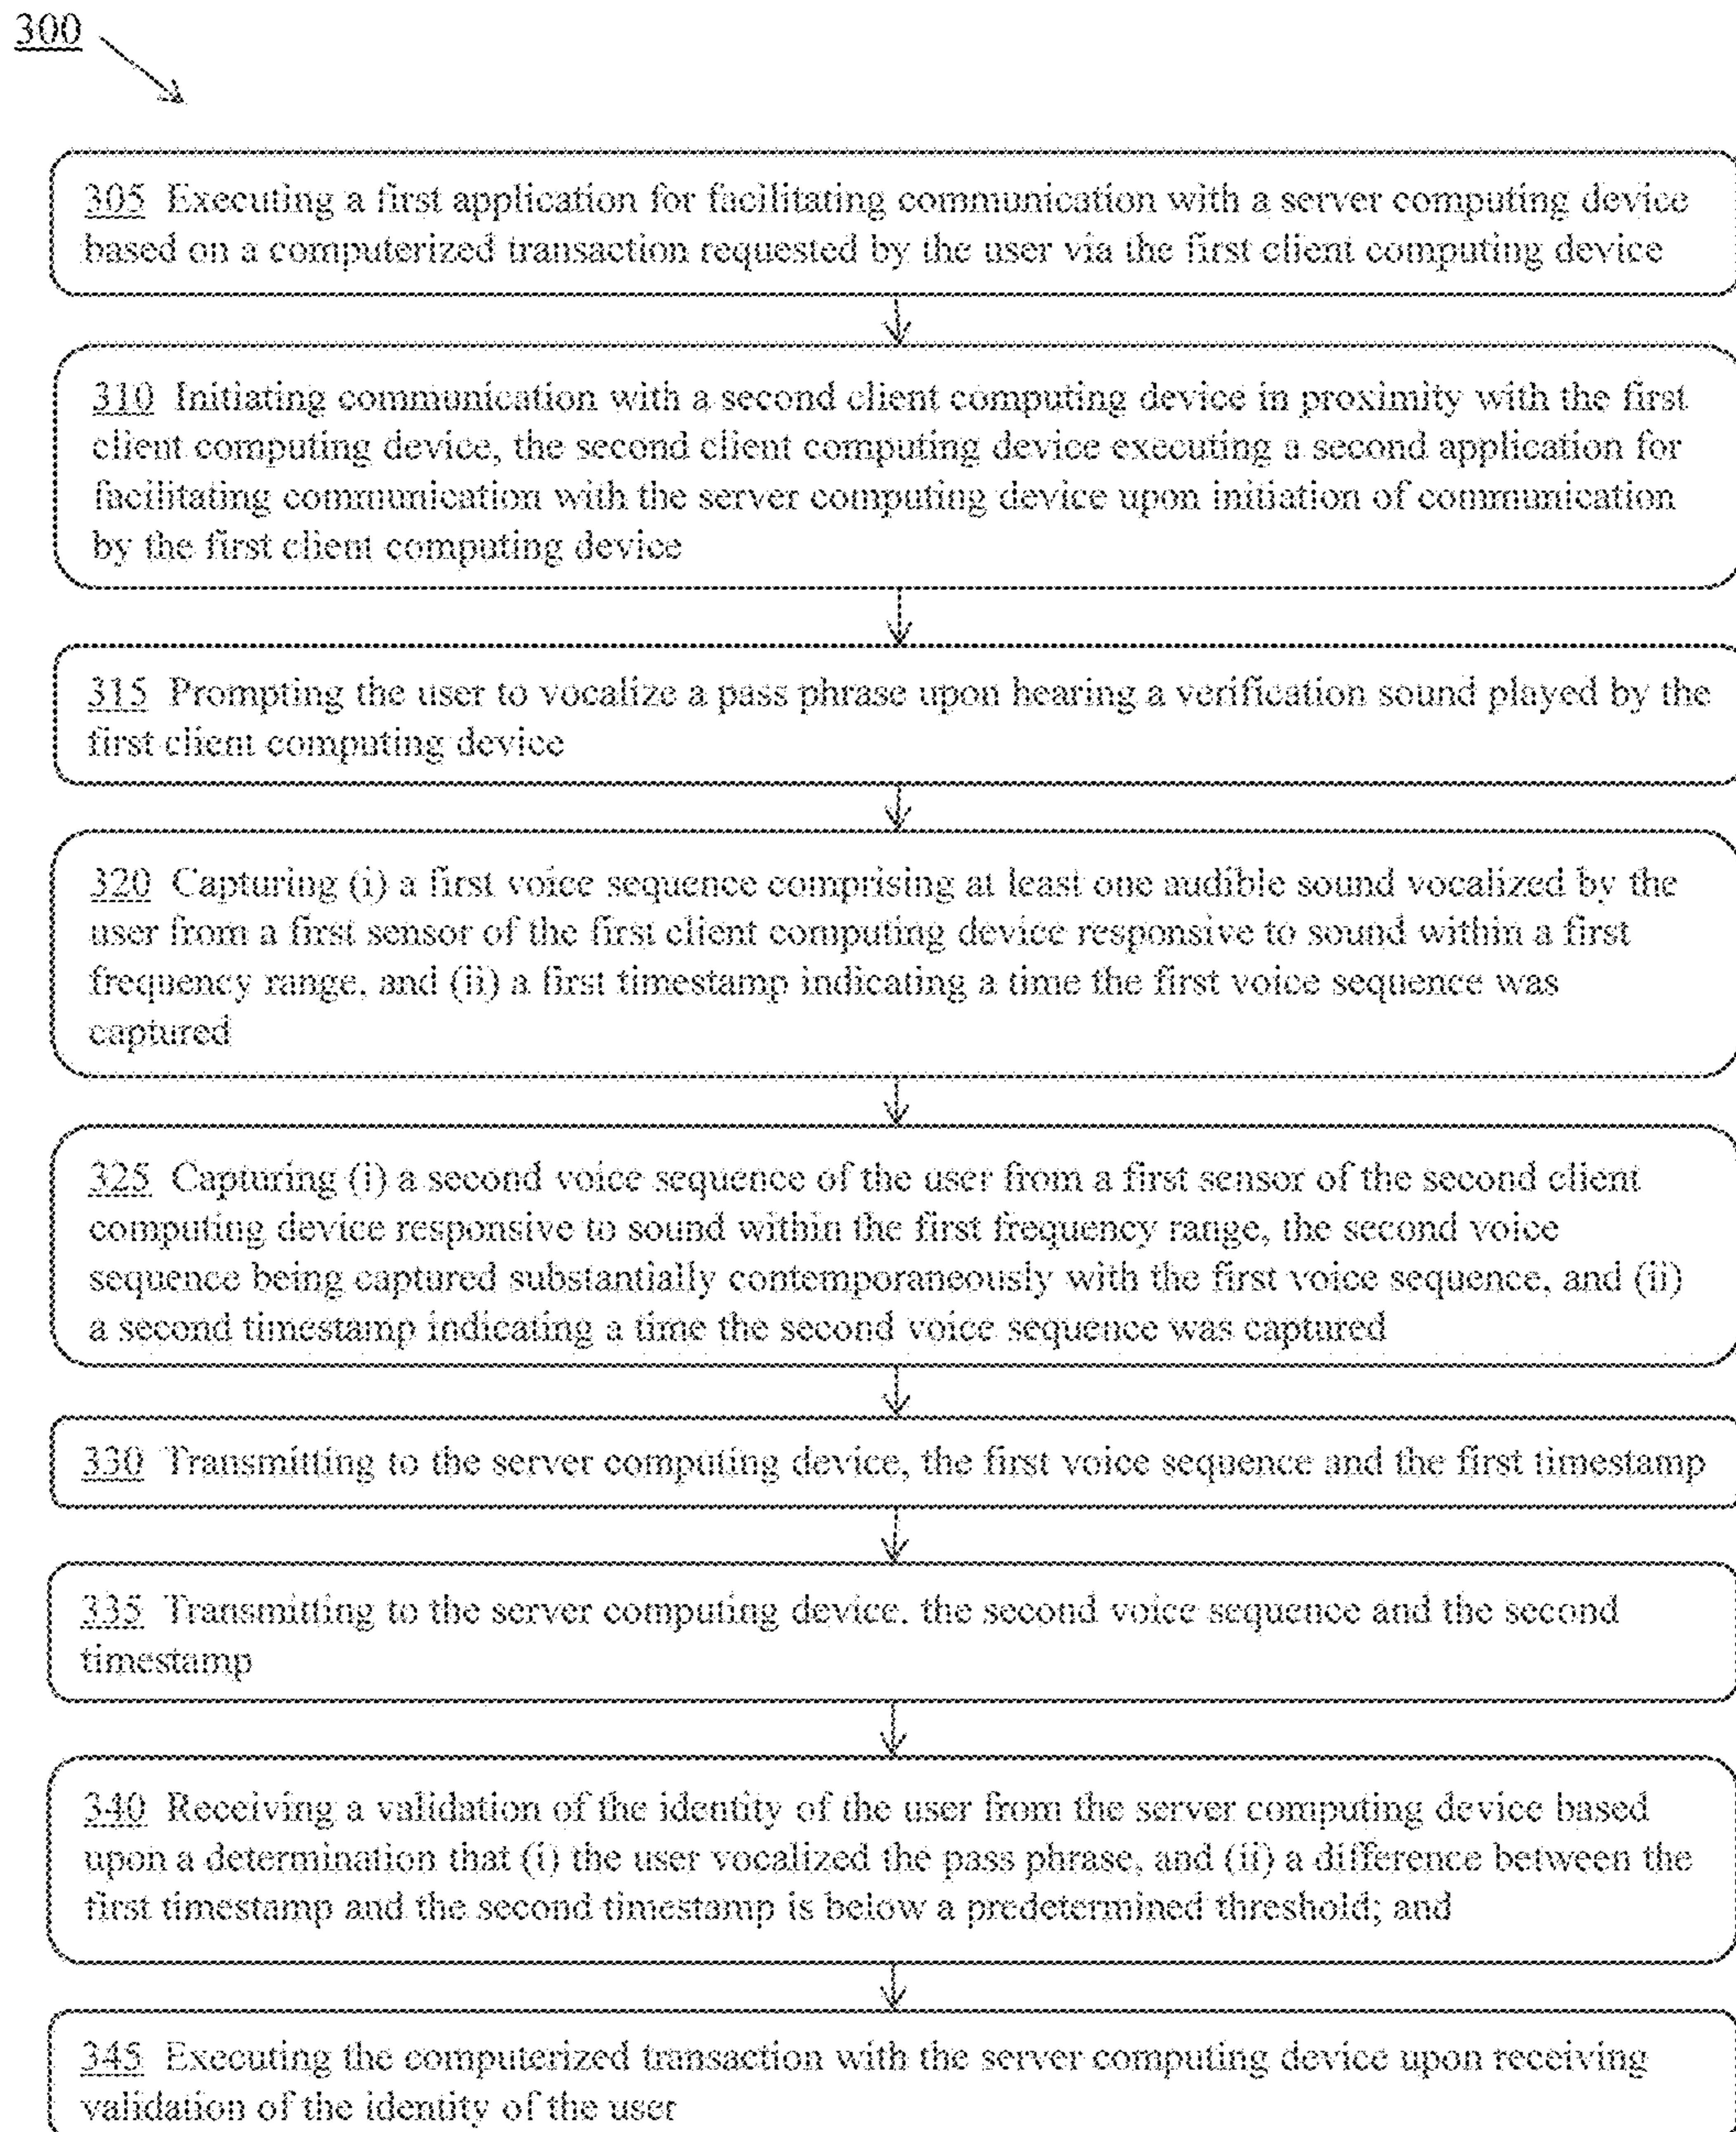 300
305 Executing a first application for facilitating communication with a server computing device
based on a computerized transaction requested by the user via the first client computing device
310 Initiating communication with a second client computing device in proximity with the first
client computing device, the second client computing device executing a second application for
facilitating communication with the server computing device upon initiation of communication
by the first client computing device
315 Prompting the user to vocalize a pass phrase upon hearing a verification sound played by the
first client computing device
320 Capturing (i) a first voice sequence comprising at least one audible sound vocalized by the
user from a first sensor of the first client computing device responsive to sound within a first
frequency range, and (ii) a first timestamp indicating a time the first voice sequence was
captured
325 Capturing (i) a second voice sequence of the user from a first sensor of the second client
computing device responsive to sound within the first frequency range, the second voice
sequence being captured substantially contemporaneously with the first voice sequence, and (ii)
a second timestamp indicating a time the second voice sequence was captured
330 Transmitting to the server computing device, the first voice sequence and the first timestamp
335 Transmitting to the server computing device. the second voice sequence and the second
timestamp
340 Receiving a validation of the identity of the user from the server computing device based
upon a determination that (i) the user vocalized the pass phrase, and (ii) a difference between the
first timestamp and the second timestamp is below a predetermined threshold; and
345 Executing the computerized transaction with the server computing device upon receiving
validation of the identity of the user